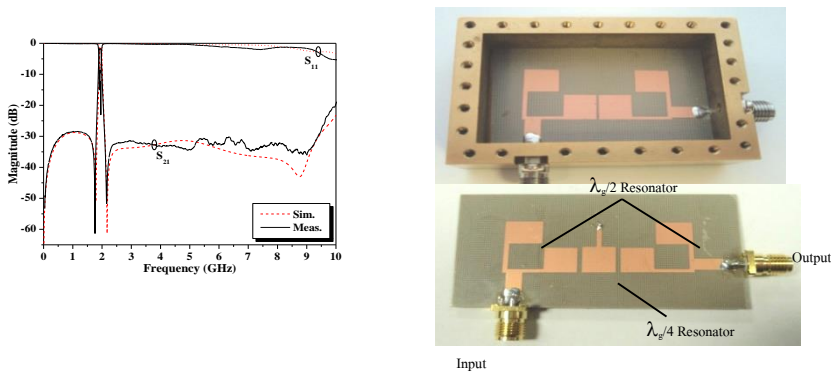 0
-10
-20
-30
-40
-50
-60
Magnitude (dB)
S11
S21
Sim.
Meas.
0 1 2 3 4 5 6 7 8 9 10
Frequency (GHz)
λg/2 Resonator
Output
λg/4 Resonator
Input